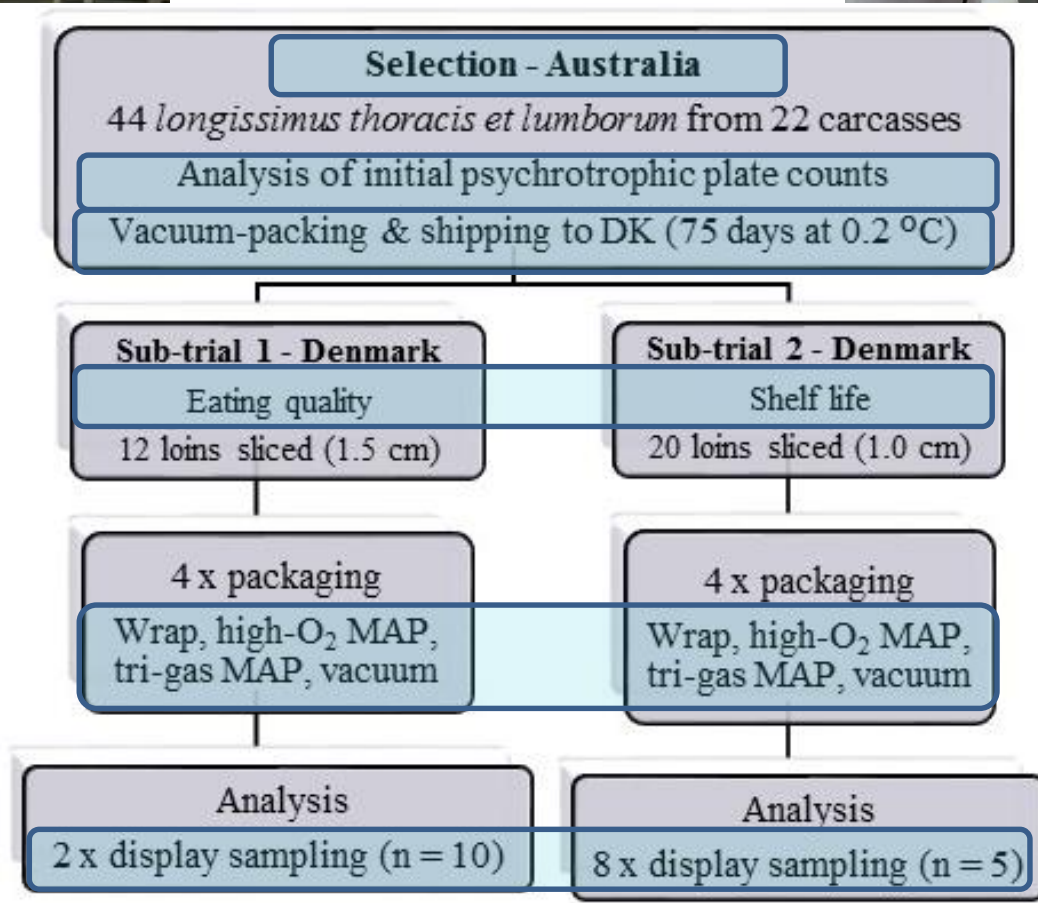 Selection - Australia
44 longissimus thoracis et lumborum from 22 carcasses
Analysis of initial psychrotrophic plate counts
Vacuum-packing & shipping to DK (75 days at 0.2 °C)
Sub-trial 1 - Denmark
Eating quality
12 loins sliced (1.5 cm)
Sub-trial 2 - Denmark
Shelf life
20 loins sliced (1.0 cm)
4 x packaging
Wrap, high-O₂ MAP,
tri-gas MAP, vacuum
4 x packaging
Wrap, high-O₂ MAP,
tri-gas MAP, vacuum
Analysis
2 x display sampling (n = 10)
Analysis
8 x display sampling (n = 5)